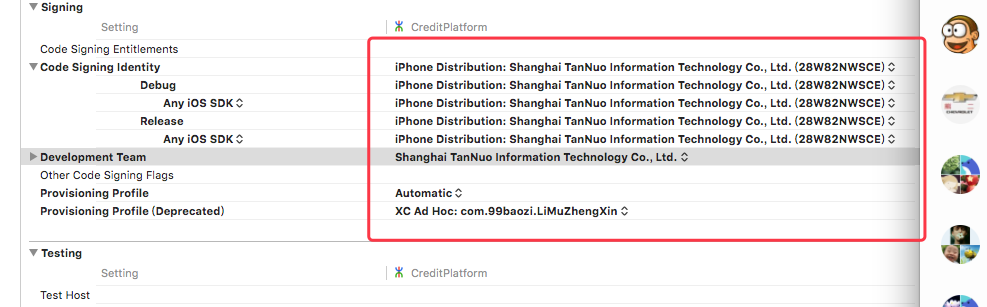 Signing
Setting CreditPlatform
Code Signing Entitlements
Code Signing Identity iPhone Distribution: Shanghai TanNuo Information Technology Co., Ltd. (28W82NWSCE)
Debug iPhone Distribution: Shanghai TanNuo Information Technology Co., Ltd. (28W82NWSCE)
Any iOS SDK iPhone Distribution: Shanghai TanNuo Information Technology Co., Ltd. (28W82NWSCE)
Release iPhone Distribution: Shanghai TanNuo Information Technology Co., Ltd. (28W82NWSCE)
Any iOS SDK iPhone Distribution: Shanghai TanNuo Information Technology Co., Ltd. (28W82NWSCE)
Development Team Shanghai TanNuo Information Technology Co., Ltd.
Other Code Signing Flags
Provisioning Profile Automatic
Provisioning Profile (Deprecated) XC Ad Hoc: com.99baozi.LiMuZhengXin
Testing
Setting CreditPlatform
Test Host
CHEVROLET